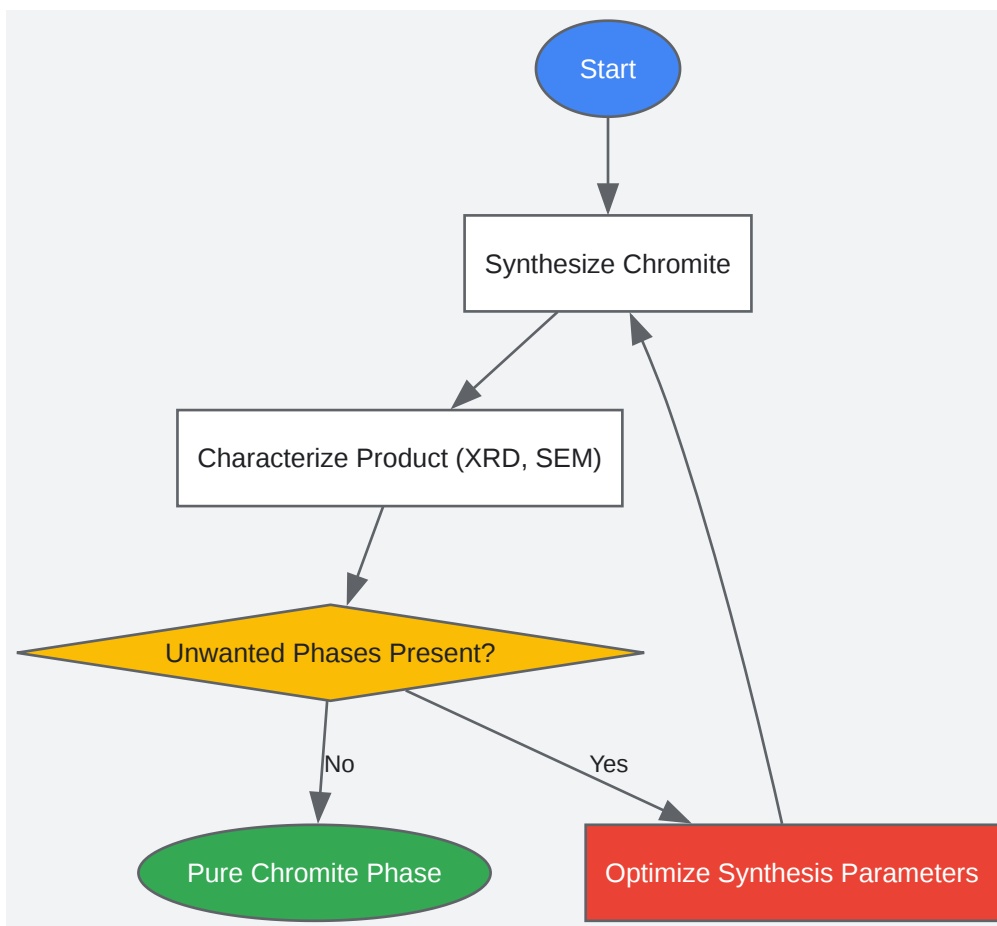 Start
Synthesize Chromite
Characterize Product (XRD, SEM)
Unwanted Phases Present?
No
Yes
Pure Chromite Phase
Optimize Synthesis Parameters